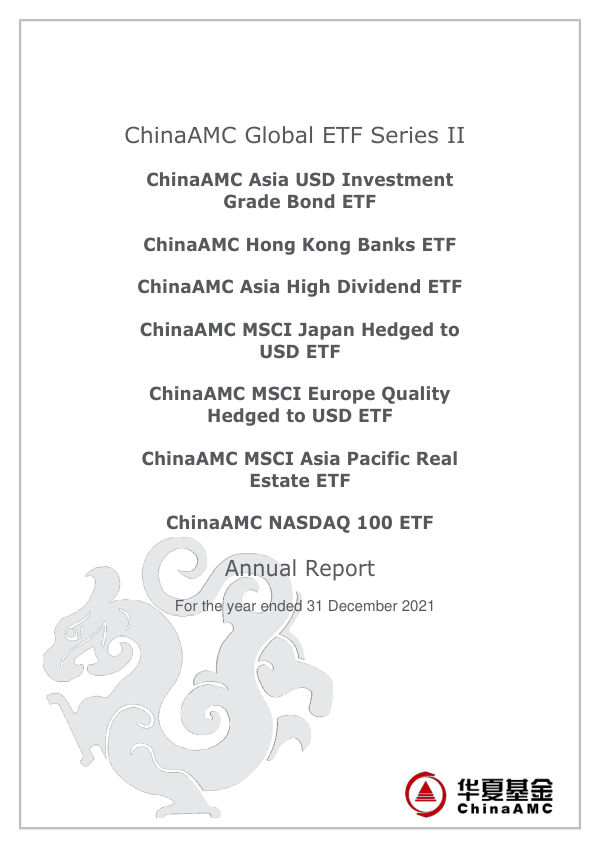 ChinaAMC Global ETF Series II
ChinaAMC Asia USD Investment
Grade Bond ETF
ChinaAMC Hong Kong Banks ETF
ChinaAMC Asia High Dividend ETF
ChinaAMC MSCI Japan Hedged to
USD ETF
ChinaAMC MSCI Europe Quality
Hedged to USD ETF
ChinaAMC MSCI Asia Pacific Real
Estate ETF
ChinaAMC NASDAQ 100 ETF
Annual Report
For the year ended 31 December 2021
华夏基金
ChinaAMC